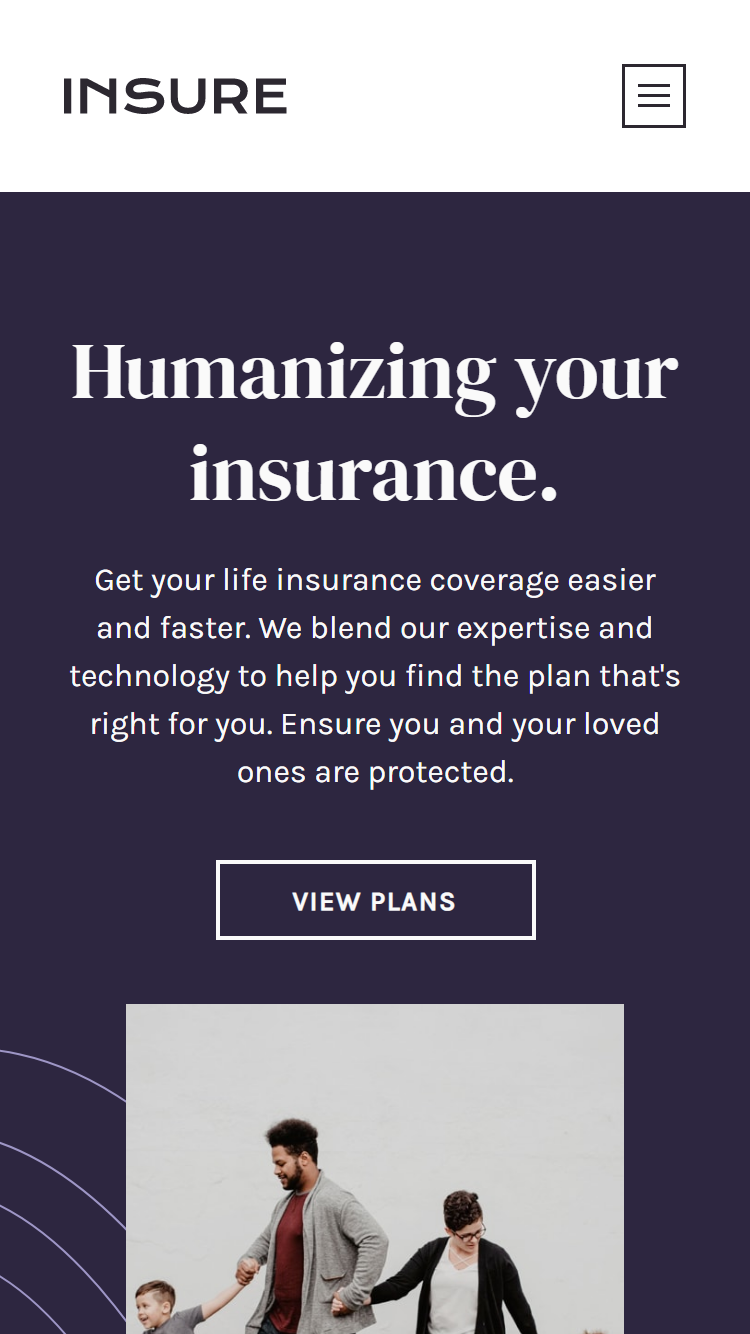 INSURE
Humanizing your
insurance.
Get your life insurance coverage easier
and faster. We blend our expertise and
technology to help you find the plan that's
right for you. Ensure you and your loved
ones are protected.
VIEW PLANS